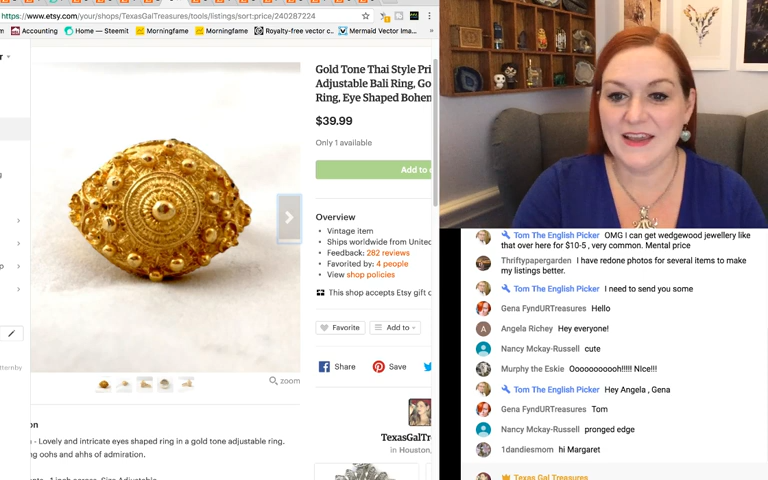 https://www.etsy.com/your/shops/TexasGalTreasures/tools/listings/sort:price/240287224
Accounting
Home — Steemit
Morningfame
Morningfame
Royalty-free vector c...
Mermaid Vector Ima...
»
Gold Tone Thai Style Pri
Adjustable Bali Ring, Go
Ring, Eye Shaped Bohem
$39.99
Only 1 available
Add to c
Overview
• Vintage item
• Ships worldwide from United
• Feedback: 282 reviews
• Favorited by: 4 people
• View shop policies
This shop accepts Etsy gift c
Favorite
Add to
Share
Save
zoom
TexasGalTr
in Houston,
on
- Lovely and intricate eyes shaped ring in a gold tone adjustable ring.
ng oohs and ahhs of admiration.
Tom The English Picker OMG I can get wedgewood jewellery like
that over here for $10-5 , very common. Mental price
Thriftypapergarden I have redone photos for several items to make
my listings better.
Tom The English Picker I need to send you some
Gena FyndURTreasures Hello
A
Angela Richey Hey everyone!
Nancy Mckay-Russell cute
Murphy the Eskie Ooooooooooh!!!!! NIce!!!
Tom The English Picker Hey Angela , Gena
Gena FyndURTreasures Tom
Nancy Mckay-Russell pronged edge
1dandiesmom hi Margaret
Texas Gal Treasures